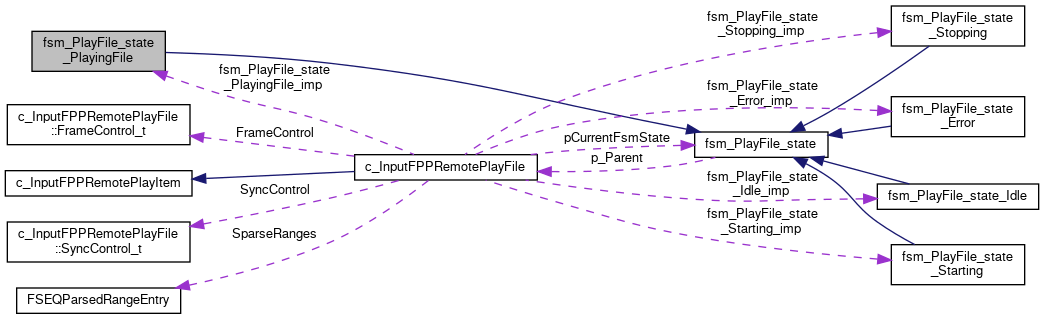 fsm_PlayFile_state
_PlayingFile
c_InputFPPRemotePlayFile
::FrameControl_t
c_InputFPPRemotePlayItem
c_InputFPPRemotePlayFile
::SyncControl_t
FSEQParsedRangeEntry
fsm_PlayFile_state
_PlayingFile_imp
FrameControl
SyncControl
SparseRanges
c_InputFPPRemotePlayFile
fsm_PlayFile_state
_Stopping_imp
fsm_PlayFile_state
_Error_imp
pCurrentFsmState
p_Parent
fsm_PlayFile_state
_Idle_imp
fsm_PlayFile_state
_Starting_imp
fsm_PlayFile_state
fsm_PlayFile_state
_Stopping
fsm_PlayFile_state
_Error
fsm_PlayFile_state_Idle
fsm_PlayFile_state
_Starting